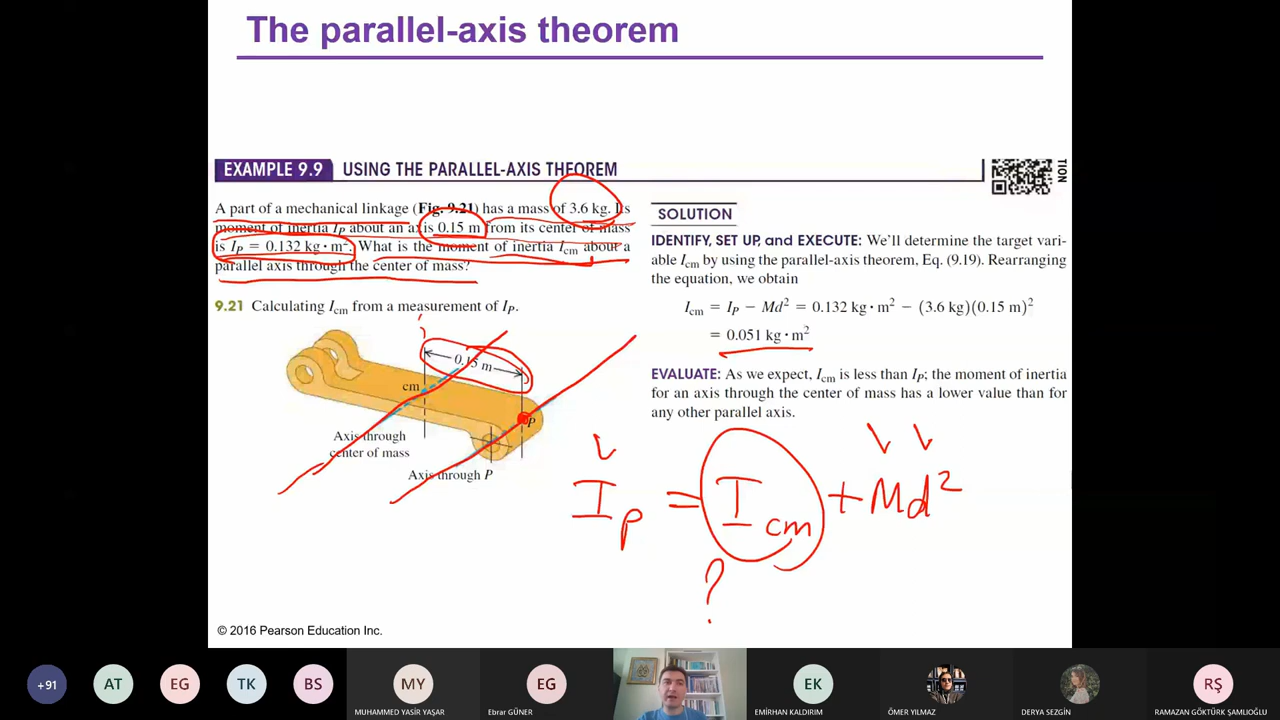 The parallel-axis theorem
EXAMPLE 9.9 USING THE PARALLEL-AXIS THEOREM
A part of a mechanical linkage (Fig. 9.21) has a mass of 3.6 kg. Its
moment of inertia I_P about an axis 0.15 m from its center of mass
is I_P = 0.132 kg · m². What is the moment of inertia I_cm about a
parallel axis through the center of mass?
9.21 Calculating I_cm from a measurement of I_P.
0.15 m
cm
P
Axis through
center of mass
Axis through P
SOLUTION
IDENTIFY, SET UP, and EXECUTE: We'll determine the target vari-
able I_cm by using the parallel-axis theorem, Eq. (9.19). Rearranging
the equation, we obtain
I_cm = I_P − Md² = 0.132 kg · m² − (3.6 kg)(0.15 m)²
= 0.051 kg · m²
EVALUATE: As we expect, I_cm is less than I_P; the moment of inertia
for an axis through the center of mass has a lower value than for
any other parallel axis.
I_p = I_cm + Md²
?
© 2016 Pearson Education Inc.
TION
+91
AT
EG
TK
BS
MY
MUHAMMED YASİR YAŞAR
EG
Ebrar GÜNER
EK
EMİRHAN KALDIRIM
ÖMER YILMAZ
DERYA SEZGİN
RŞ
RAMAZAN GÖKTÜRK ŞAMLIOĞLU